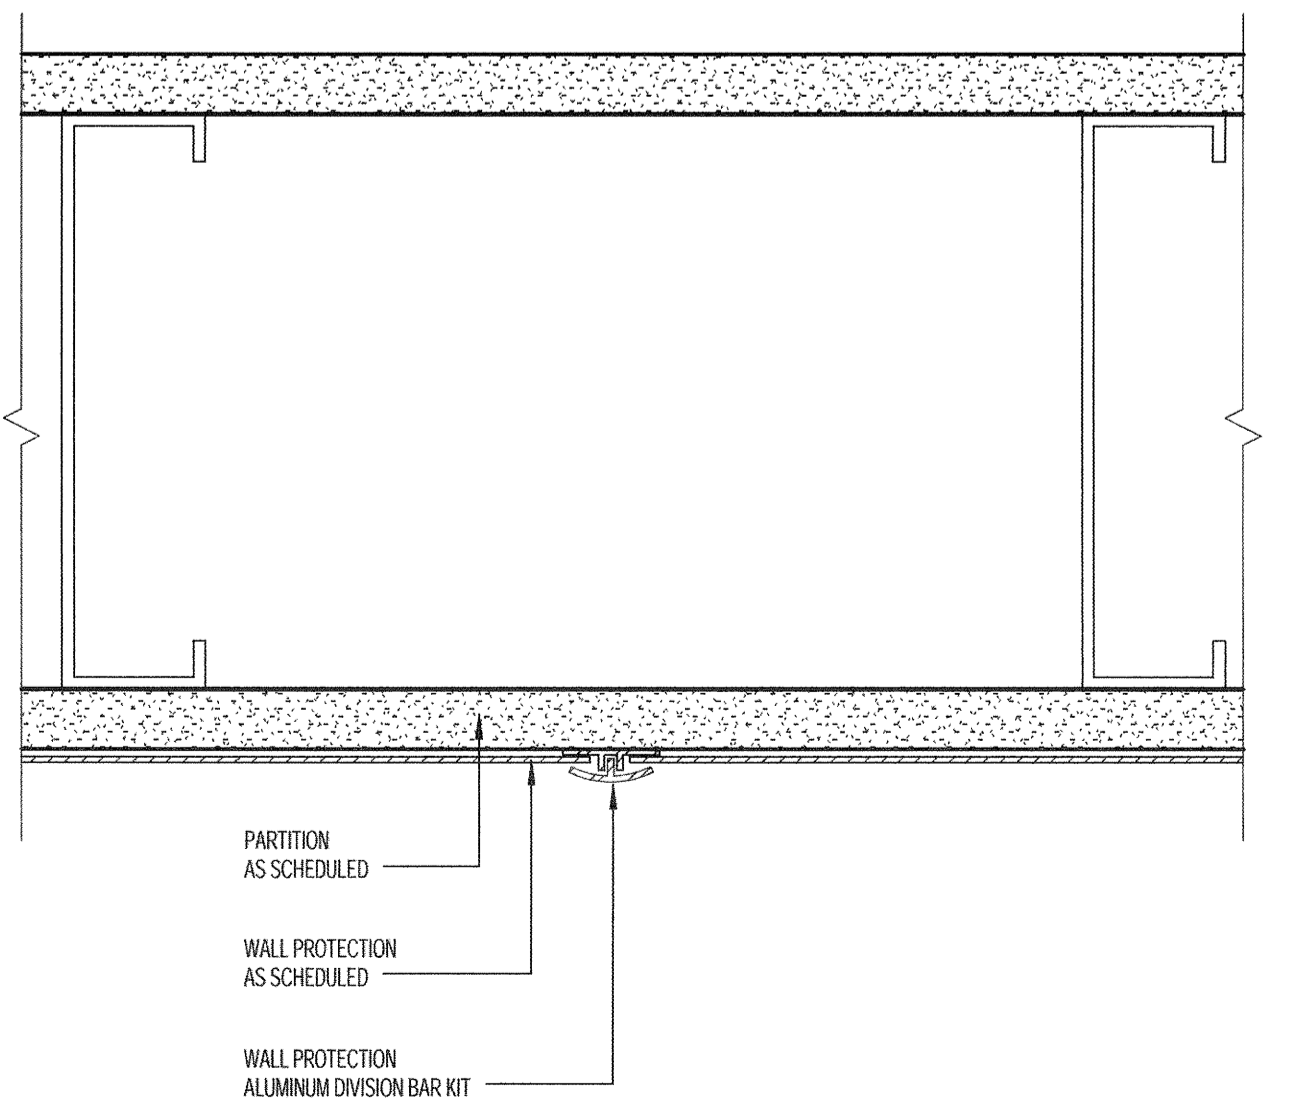 PARTITION
AS SCHEDULED
WALL PROTECTION
AS SCHEDULED
WALL PROTECTION
ALUMINUM DIVISION BAR KIT